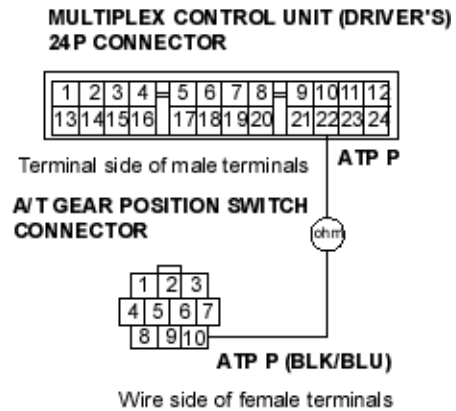 MULTIPLEX CONTROL UNIT (DRIVER'S)
24P CONNECTOR
1 2 3 4 5 6 7 8 9 10 11 12
13 14 15 16 17 18 19 20 21 22 23 24
Terminal side of male terminals
ATP P
A/T GEAR POSITION SWITCH
CONNECTOR
ohm
1 2 3
4 5 6 7
8 9 10
ATP P (BLK/BLU)
Wire side of female terminals